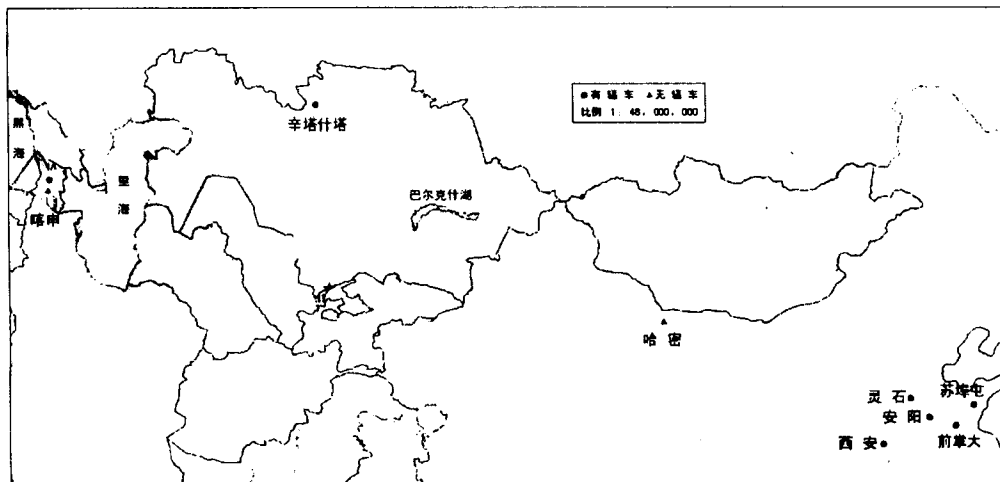 ●有辐车 ▲无辐车
比例 1: 48,000,000
黑海
辛塔什塔
里海
巴尔克什湖
喀申
哈密
苏埠屯
灵石
安阳
西安
前掌大